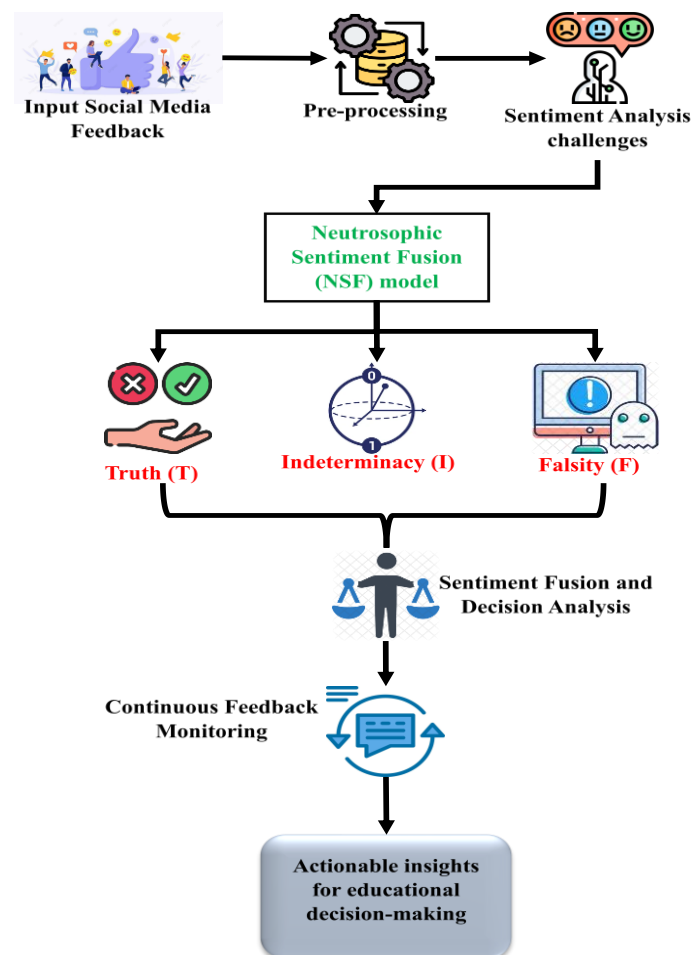 Input Social Media
Feedback
Pre-processing
Sentiment Analysis
challenges
Neutrosophic
Sentiment Fusion
(NSF) model
0
1
Truth (T)
Indeterminacy (I)
!
Falsity (F)
Sentiment Fusion and
Decision Analysis
Continuous Feedback
Monitoring
Actionable insights
for educational
decision-making